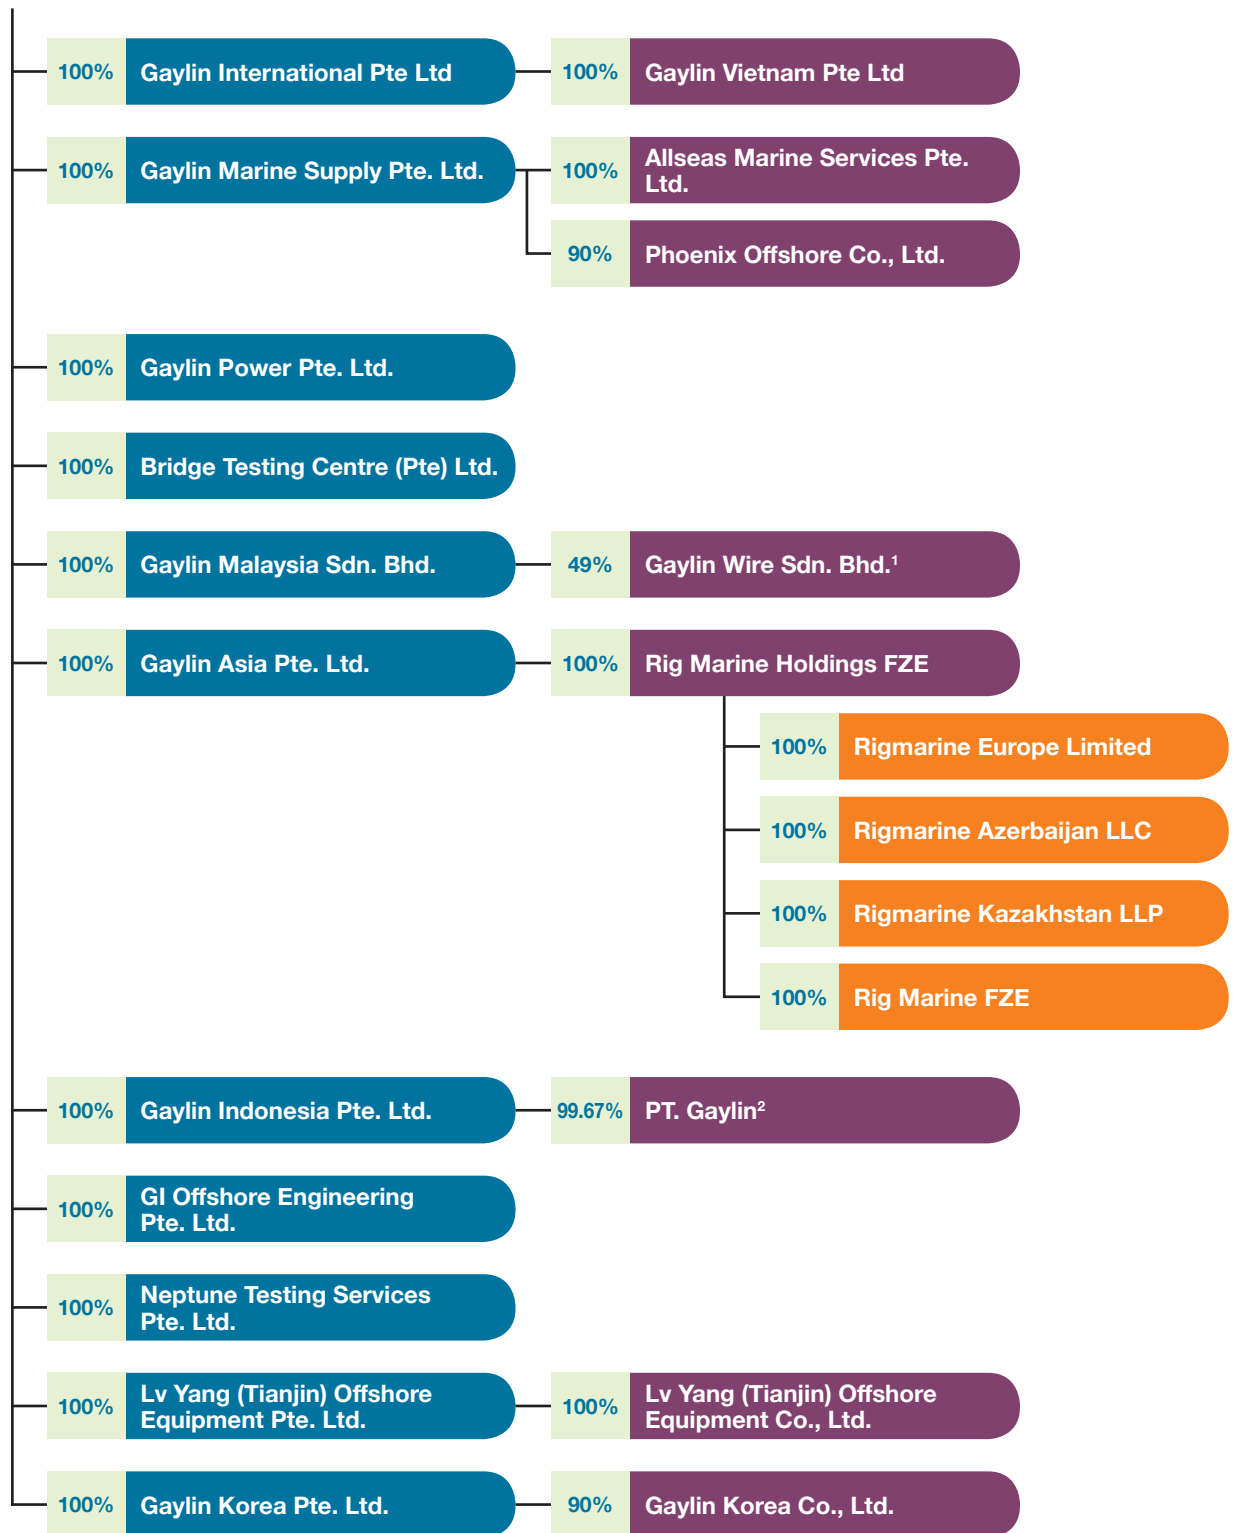 100% Gaylin International Pte Ltd 100% Gaylin Vietnam Pte Ltd
100% Gaylin Marine Supply Pte. Ltd. 100% Allseas Marine Services Pte.
Ltd.
90% Phoenix Offshore Co., Ltd.
100% Gaylin Power Pte. Ltd.
100% Bridge Testing Centre (Pte) Ltd.
100% Gaylin Malaysia Sdn. Bhd. 49% Gaylin Wire Sdn. Bhd.¹
100% Gaylin Asia Pte. Ltd. 100% Rig Marine Holdings FZE
100% Rigmarine Europe Limited
100% Rigmarine Azerbaijan LLC
100% Rigmarine Kazakhstan LLP
100% Rig Marine FZE
100% Gaylin Indonesia Pte. Ltd. 99.67% PT. Gaylin²
100% GI Offshore Engineering
Pte. Ltd.
100% Neptune Testing Services
Pte. Ltd.
100% Lv Yang (Tianjin) Offshore
Equipment Pte. Ltd.
100% Lv Yang (Tianjin) Offshore
Equipment Co., Ltd.
100% Gaylin Korea Pte. Ltd. 90% Gaylin Korea Co., Ltd.